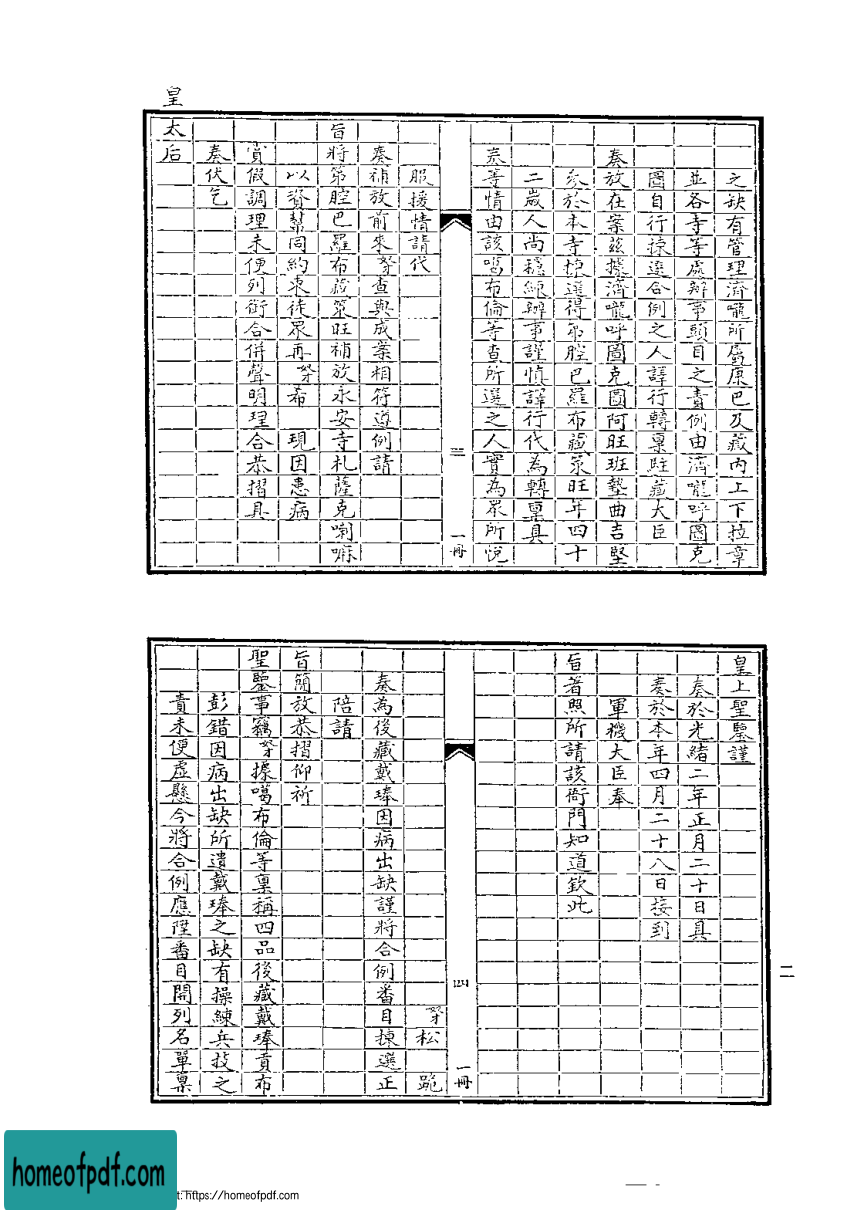 之缺有管理濟嚨所屬康巴及藏内上下拉章
並各寺等處辦事頭目之責例由濟嚨呼圖克
圖自行揀選合例之人譯行轉稟駐藏大臣
奏放在案茲據濟嚨呼圖克圖阿旺班墊曲吉堅
參於本寺揀選得第腔巴羅布藏策旺年四十
二歲人尚穩練辦事謹慎譯行代為轉稟具
奏等情由該噶布倫等查所選之人實為眾所悅
三
一冊
服援情請代
奏補放前來奴查與成案相符遵例請
旨將第腔巴羅布藏策旺補放永安寺札薩克喇嘛
以資幫同約束徒眾再奴希 現因患病
賞假調理未便列銜合併聲明理合恭摺具
奏伏乞
皇太后
皇上聖鑒謹
奏於光緒二年正月二十日具
奏於本年四月二十八日接到
軍機大臣奉
旨著照所請該衙門知道欽此
四
一冊
奴松 跪
奏為後藏戴琫因病出缺謹將合例番目揀選正
陪請
旨簡放恭摺仰祈
聖鑒事竊奴據噶布倫等稟稱四品後藏戴琫貢布
彭錯因病出缺所遺戴琫之缺有操練兵技之
責未便虛懸今將合例應陞番目開列名單稟
二
homeofpdf.com
t: https://homeofpdf.com